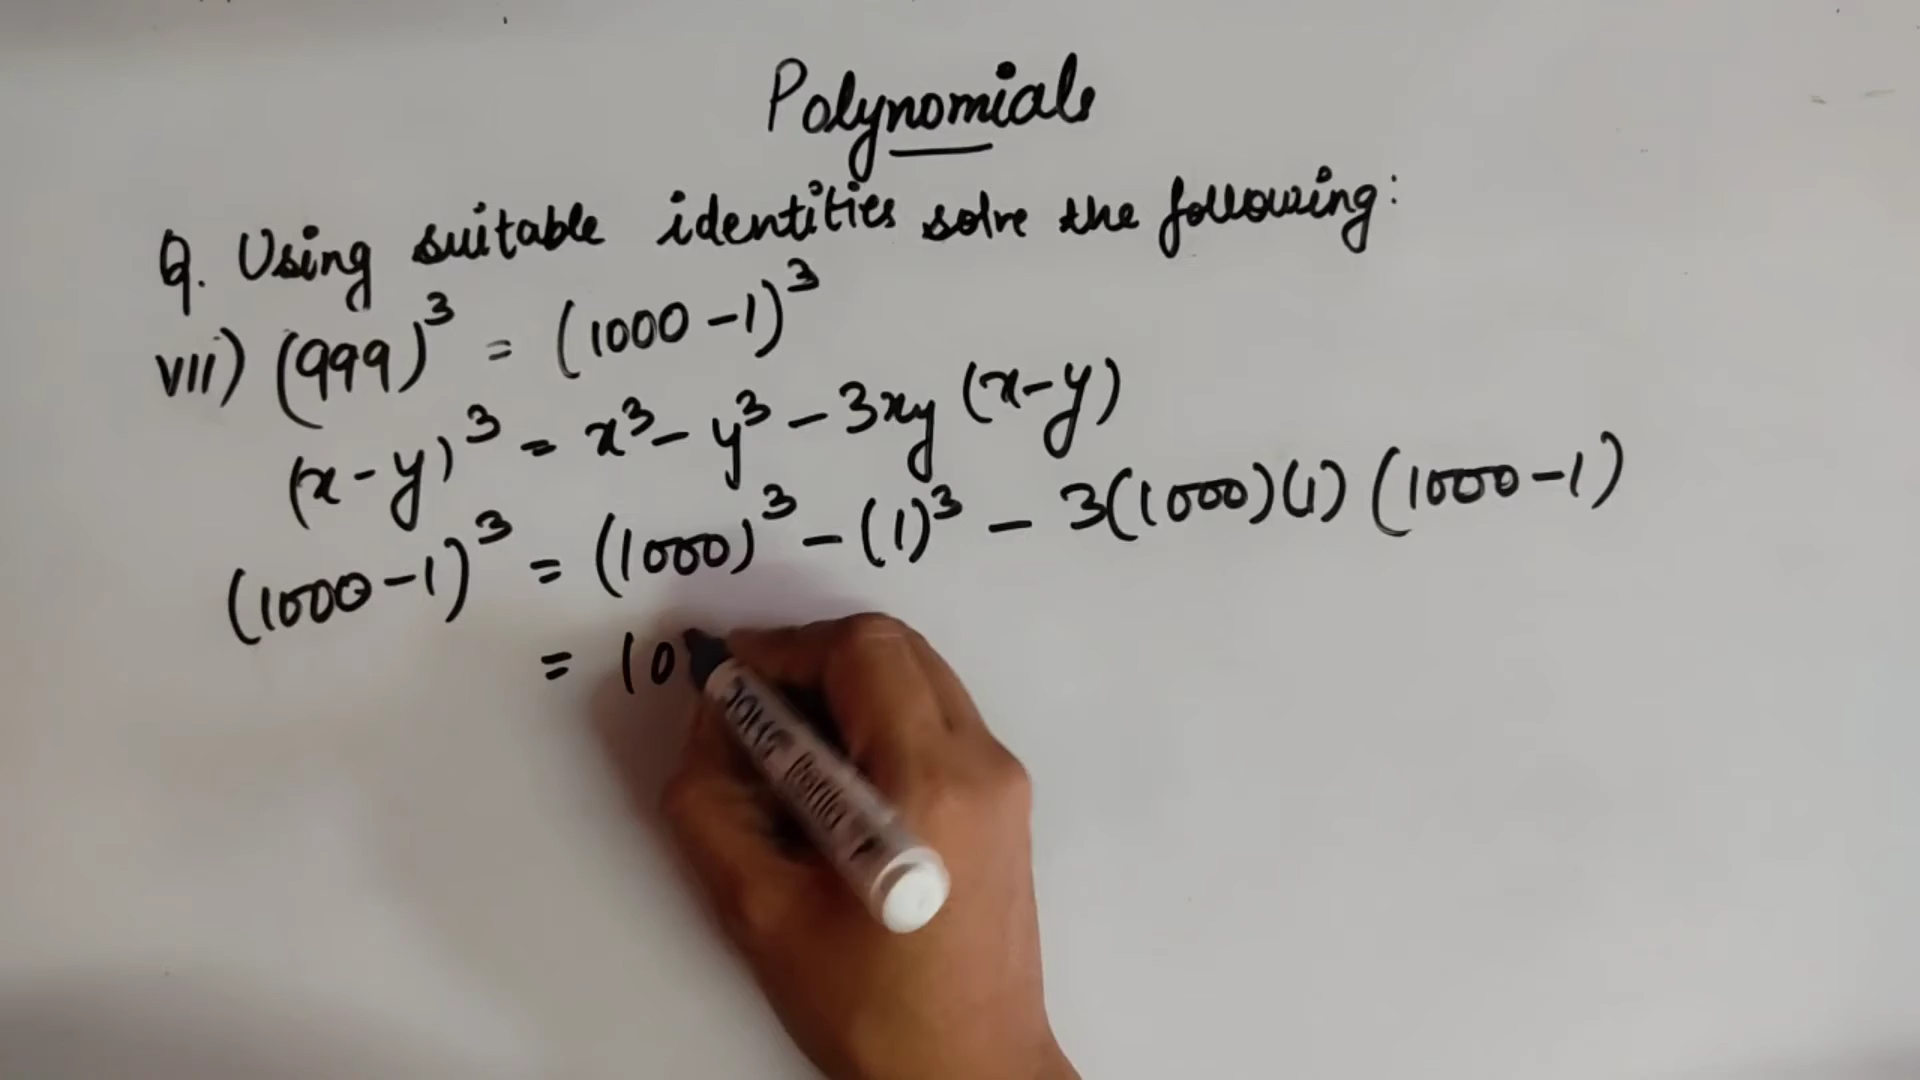 Polynomials
Q. Using suitable identities solve the following:
VII) (999)³ = (1000 - 1)³
(x - y)³ = x³ - y³ - 3xy (x - y)
(1000 - 1)³ = (1000)³ - (1)³ - 3(1000)(1) (1000 - 1)
= 10